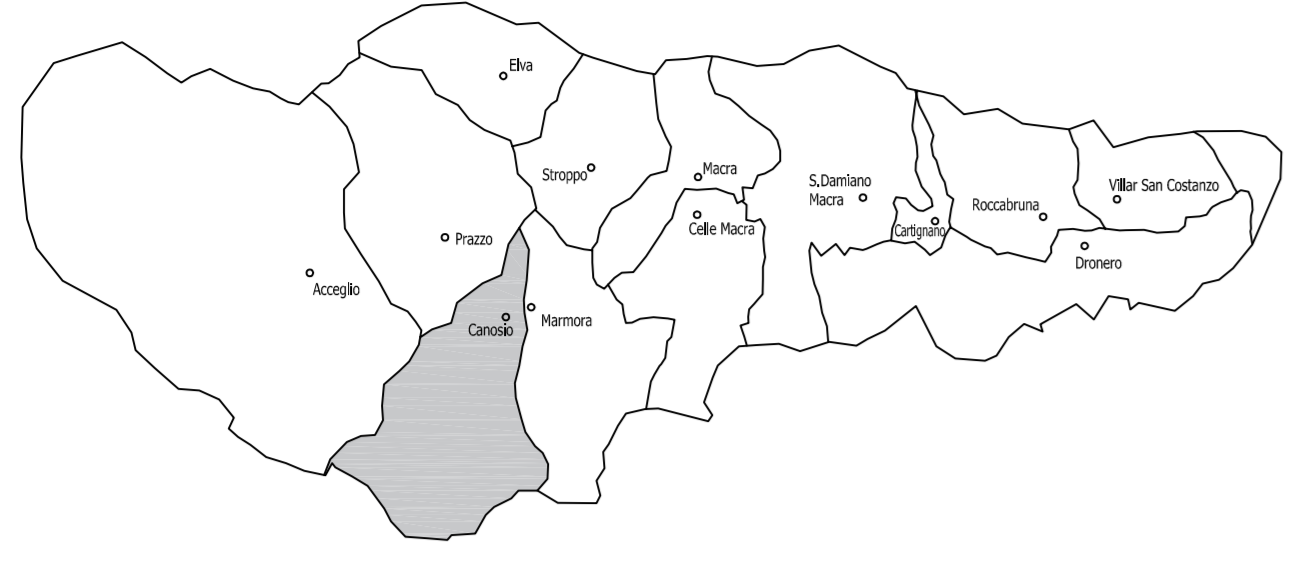 Elva
Stroppo
Macra
S.Damiano
Macra
Villar San Costanzo
Roccabruna
Celle Macra
Cartignano
Prazzo
Dronero
Acceglio
Marmora
Canosio